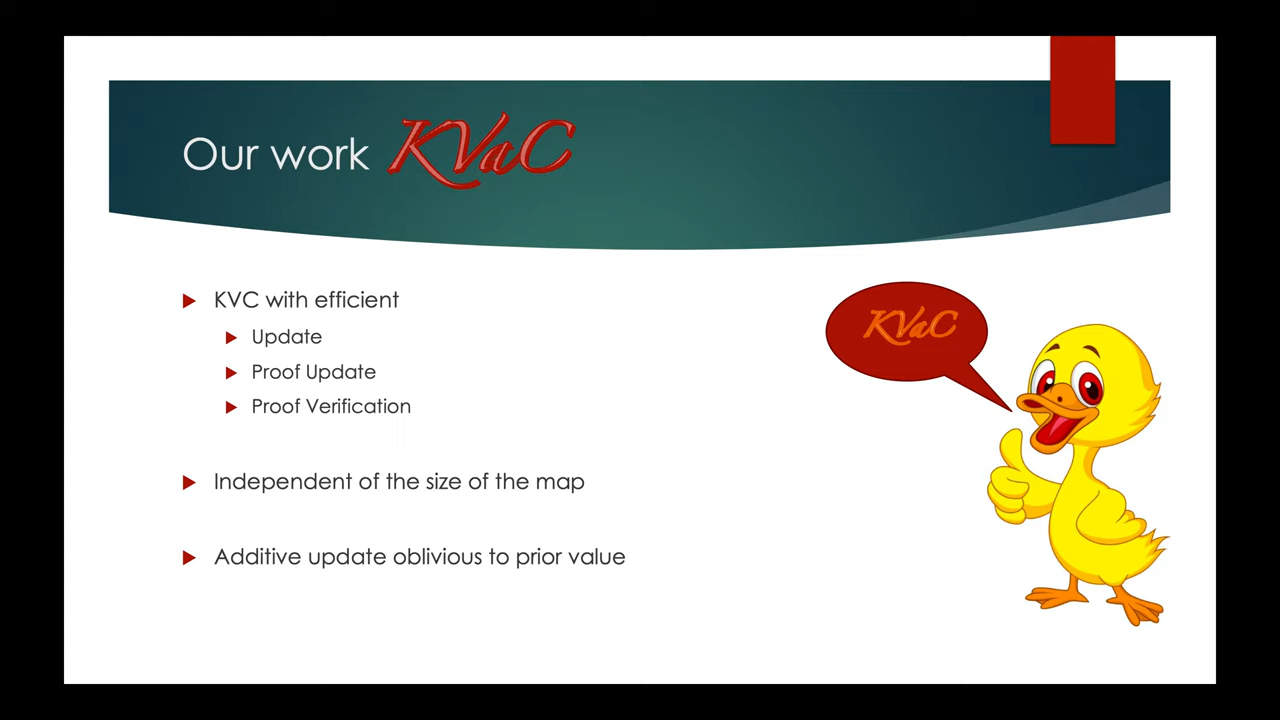 Our work KVaC
KVC with efficient
Update
Proof Update
Proof Verification
Independent of the size of the map
Additive update oblivious to prior value
KVaC